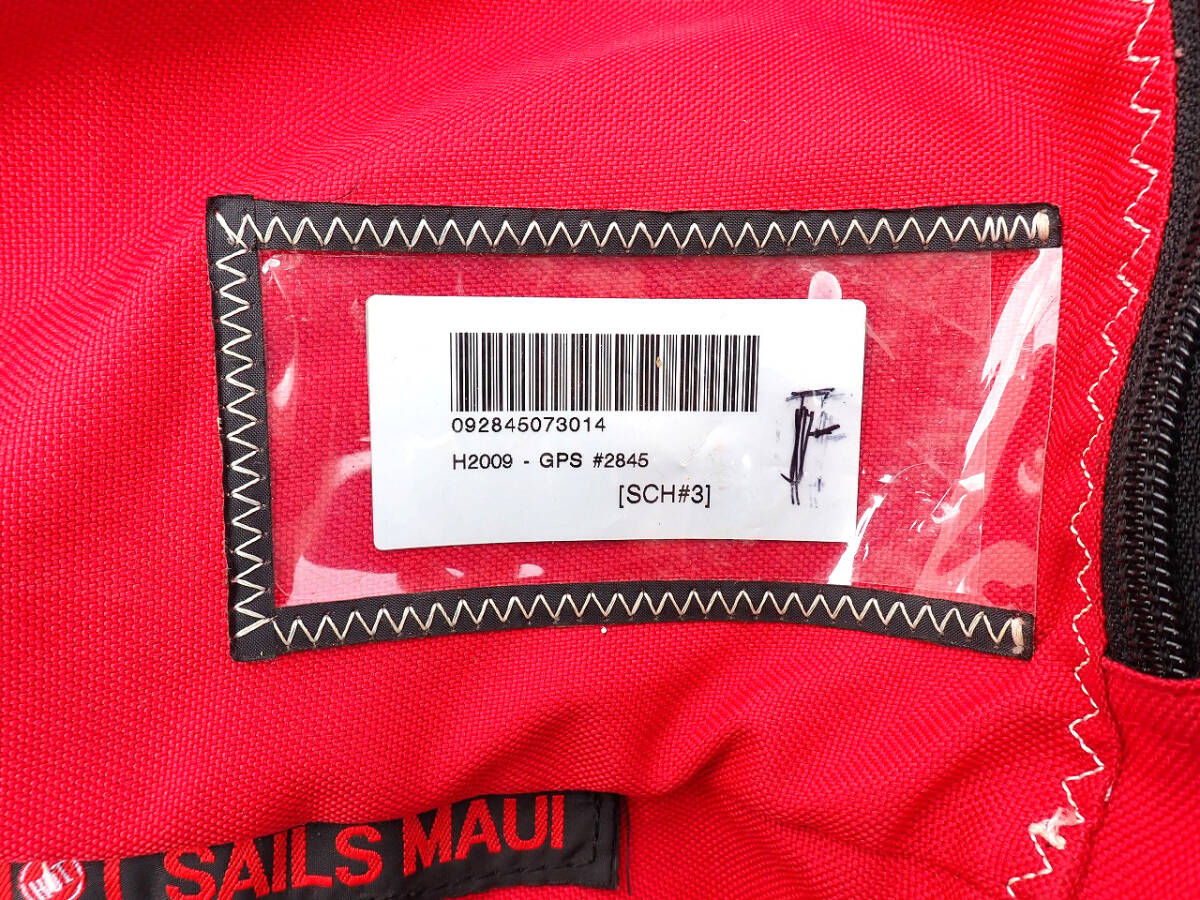 092845073014
H2009 - GPS #2845
[SCH#3]
SAILS MAUI